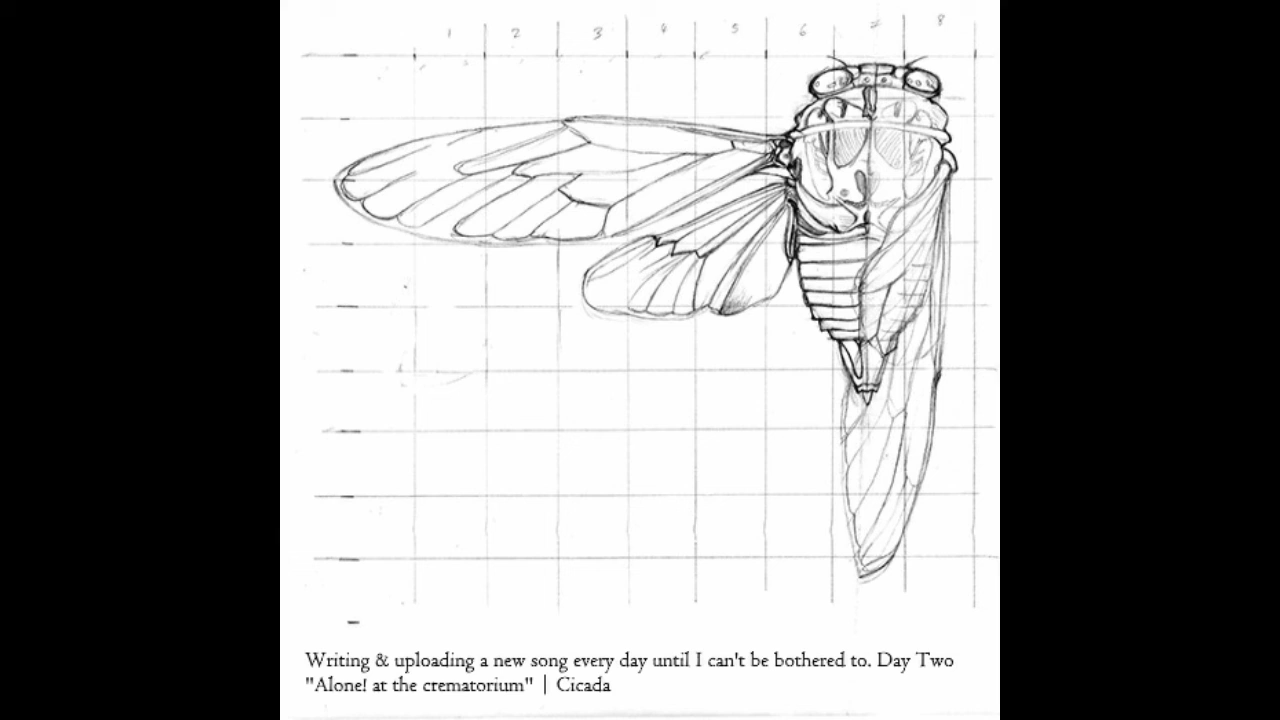 1 2 3 4 5 6 7 8
Writing & uploading a new song every day until I can't be bothered to. Day Two
"Alone! at the crematorium" | Cicada